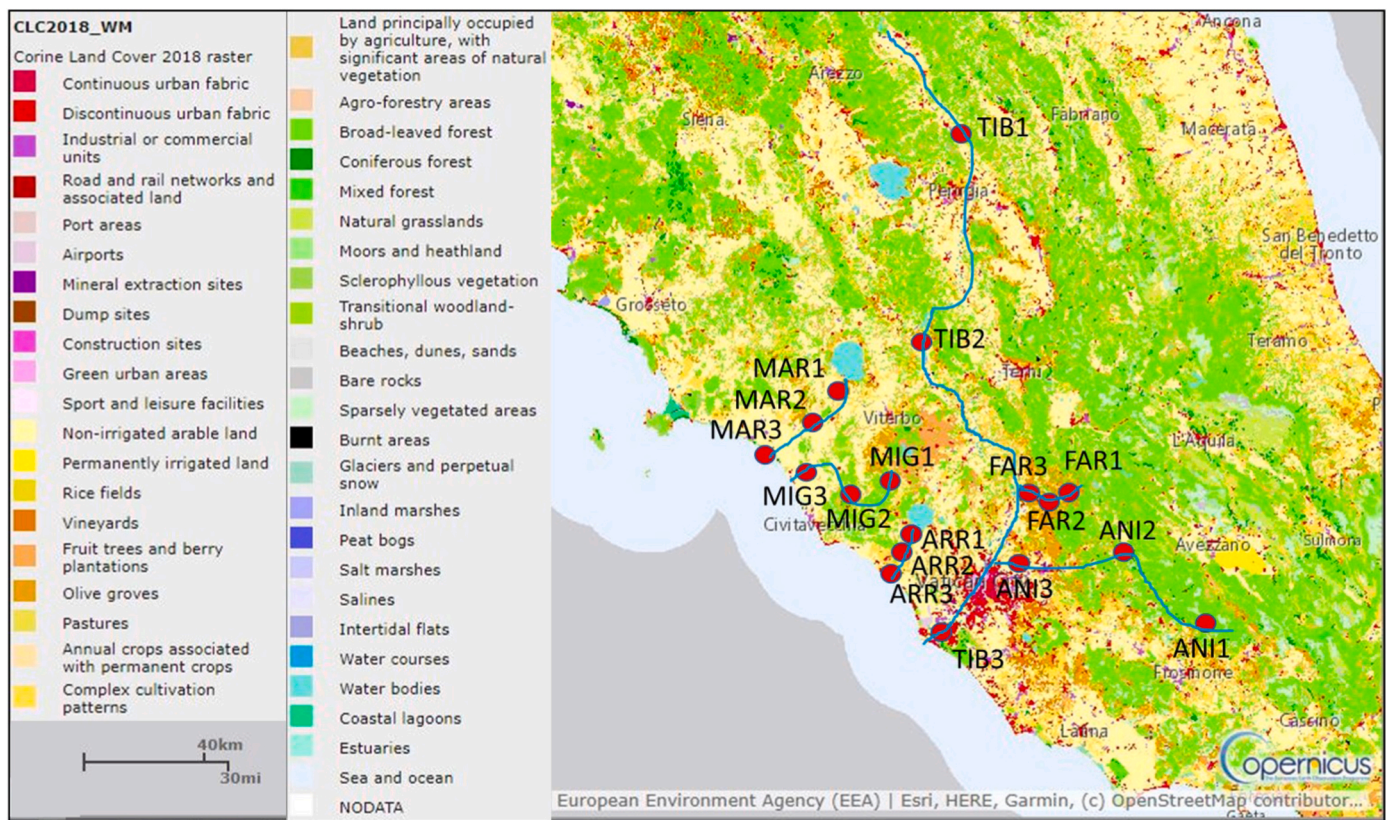 CLC2018_WM
Corine Land Cover 2018 raster
Continuous urban fabric
Discontinuous urban fabric
Industrial or commercial
units
Road and rail networks and
associated land
Port areas
Airports
Mineral extraction sites
Dump sites
Construction sites
Green urban areas
Sport and leisure facilities
Non-irrigated arable land
Permanently irrigated land
Rice fields
Vineyards
Fruit trees and berry
plantations
Olive groves
Pastures
Annual crops associated
with permanent crops
Complex cultivation
patterns
40km
30mi
Land principally occupied
by agriculture, with
significant areas of natural
vegetation
Agro-forestry areas
Broad-leaved forest
Coniferous forest
Mixed forest
Natural grasslands
Moors and heathland
Sclerophyllous vegetation
Transitional woodland-
shrub
Beaches, dunes, sands
Bare rocks
Sparsely vegetated areas
Burnt areas
Glaciers and perpetual
snow
Inland marshes
Peat bogs
Salt marshes
Salines
Intertidal flats
Water courses
Water bodies
Coastal lagoons
Estuaries
Sea and ocean
NODATA
Ancona
Arezzo
Siena
Fabriano
TIB1
Macerata
Perugia
San Benedetto
del Tronto
Grosseto
TIB2
Teramo
MAR1
Terni
MAR2
Viterbo
MAR3
L'Aquila
MIG1
FAR3
FAR1
MIG3
MIG2
FAR2
Civitavecchia
ANI2
ARR1
Avezzano
Sulmona
ARR2
Vatican City
ARR3
ANI3
ANI1
TIB3
Frosinone
Cassino
Latina
opernicus
European Environment Agency (EEA) | Esri, HERE, Garmin, (c) OpenStreetMap contributor...
Gaeta